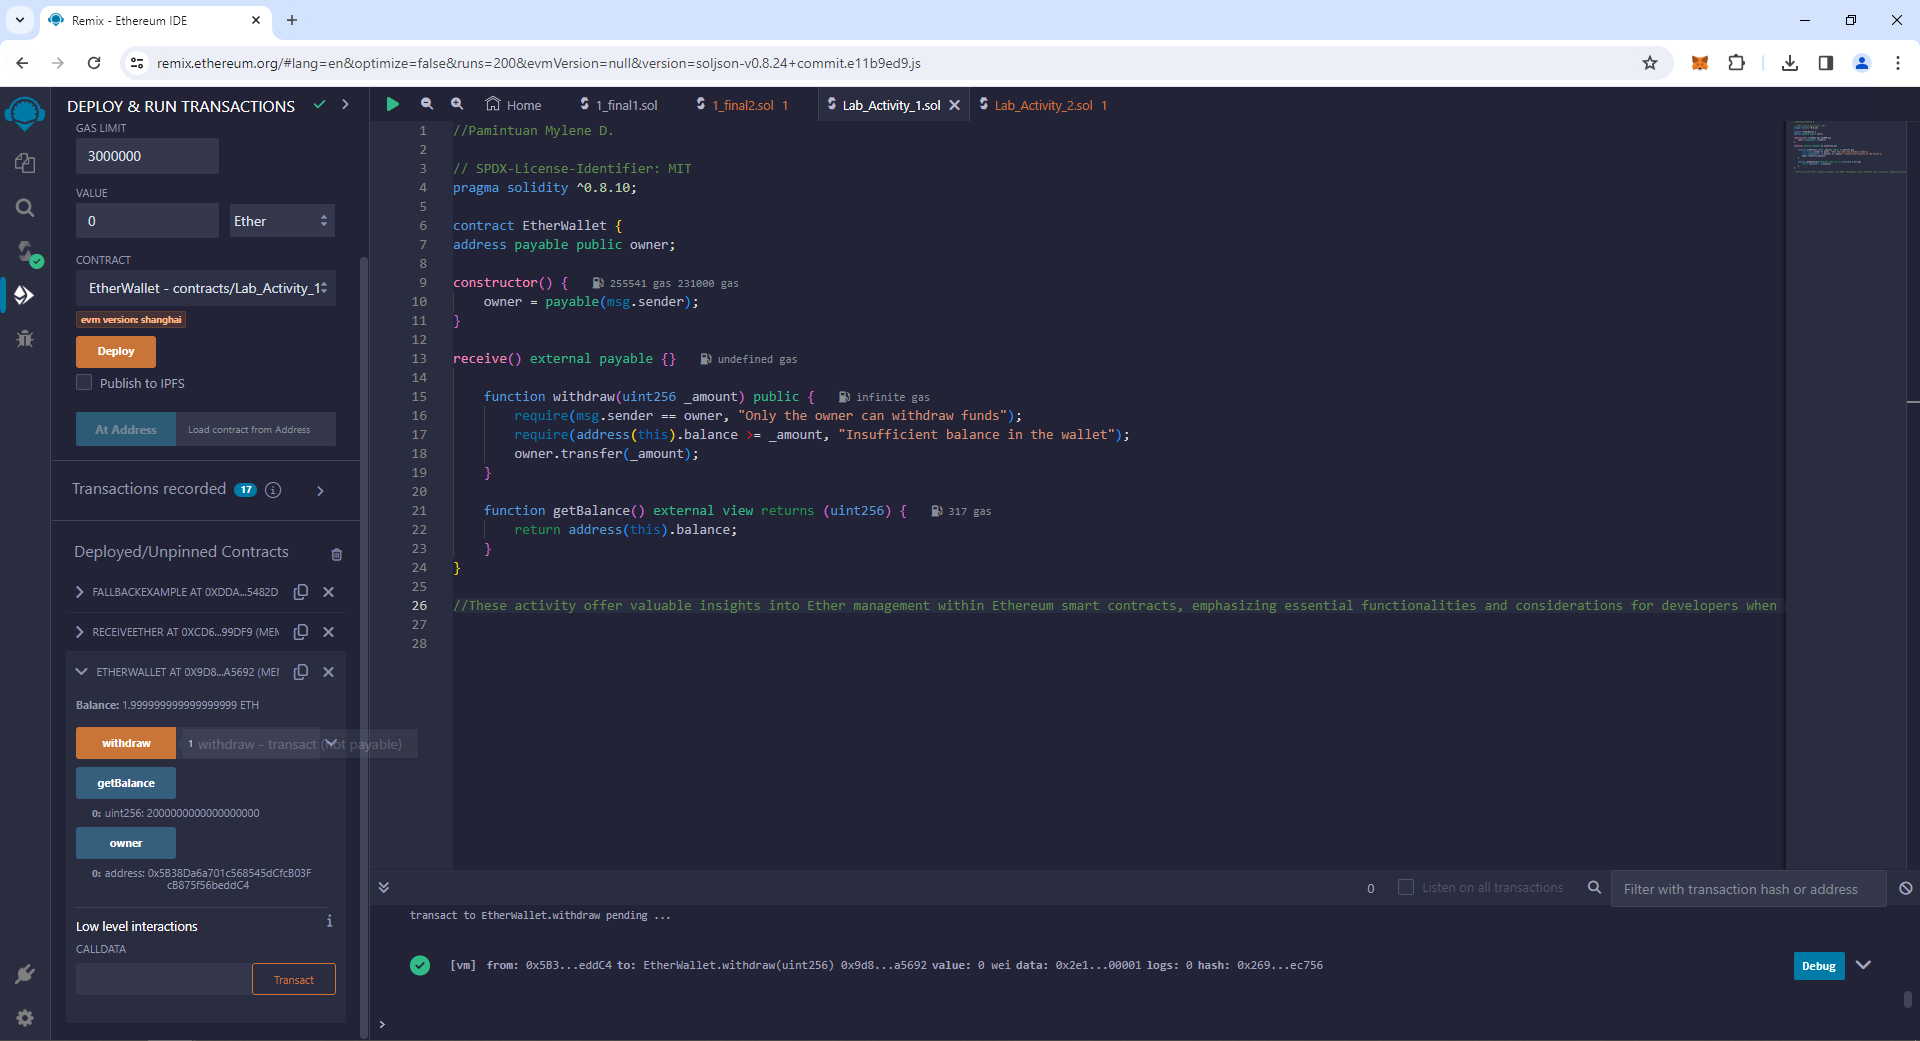 Remix - Ethereum IDE
remix.ethereum.org/#lang=en&optimize=false&runs=200&evmVersion=null&version=soljson-v0.8.24+commit.e11b9ed9.js
DEPLOY & RUN TRANSACTIONS
GAS LIMIT
3000000
VALUE
0 Ether
CONTRACT
EtherWallet - contracts/Lab_Activity_1
evm version: shanghai
Deploy
Publish to IPFS
At Address Load contract from Address
Transactions recorded 17
Deployed/Unpinned Contracts
FALLBACKEXAMPLE AT 0XDDA...5482D
RECEIVEETHER AT 0XCD6...99DF9 (MEM
ETHERWALLET AT 0X9D8...A5692 (MEI
Balance: 1.999999999999999999 ETH
withdraw 1 withdraw - transact (not payable)
getBalance
0: uint256: 2000000000000000000
owner
0: address: 0x5B38Da6a701c568545dCfcB03F
cB875f56beddC4
Low level interactions
CALLDATA
Transact
Home 1_final1.sol 1_final2.sol 1 Lab_Activity_1.sol Lab_Activity_2.sol 1
1 //Pamintuan Mylene D.
2
3 // SPDX-License-Identifier: MIT
4 pragma solidity ^0.8.10;
5
6 contract EtherWallet {
7 address payable public owner;
8
9 constructor() { 255541 gas 231000 gas
10 owner = payable(msg.sender);
11 }
12
13 receive() external payable {} undefined gas
14
15 function withdraw(uint256 _amount) public { infinite gas
16 require(msg.sender == owner, "Only the owner can withdraw funds");
17 require(address(this).balance >= _amount, "Insufficient balance in the wallet");
18 owner.transfer(_amount);
19 }
20
21 function getBalance() external view returns (uint256) { 317 gas
22 return address(this).balance;
23 }
24 }
25
26 //These activity offer valuable insights into Ether management within Ethereum smart contracts, emphasizing essential functionalities and considerations for developers when
27
28
0 Listen on all transactions Filter with transaction hash or address
transact to EtherWallet.withdraw pending ...
[vm] from: 0x5B3...eddC4 to: EtherWallet.withdraw(uint256) 0x9d8...a5692 value: 0 wei data: 0x2e1...00001 logs: 0 hash: 0x269...ec756
Debug
>